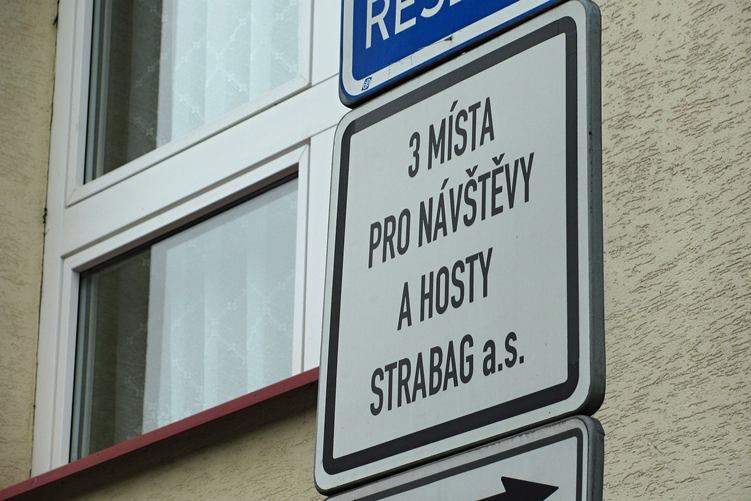 3 MÍSTA
PRO NÁVŠTĚVY
A HOSTY
STRABAG a.s.